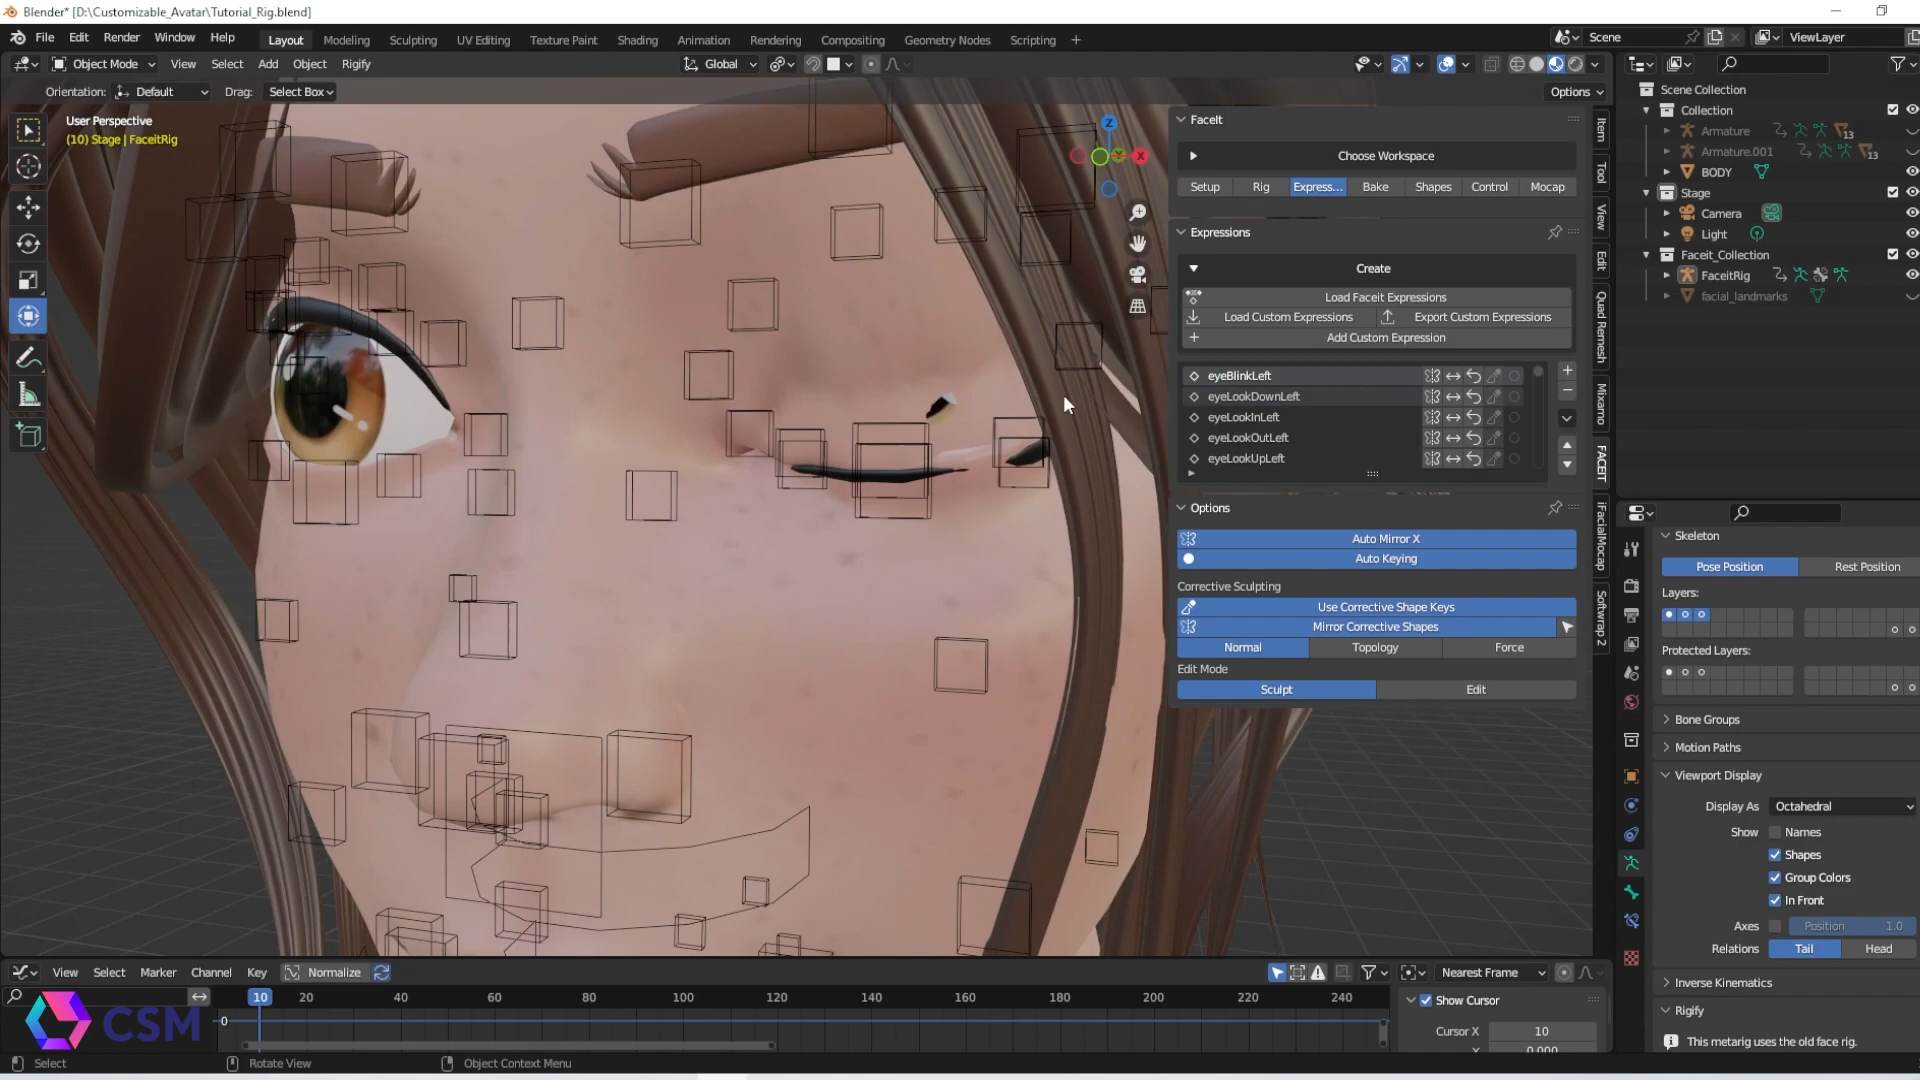 Blender* [D:\Customizable_Avatar\Tutorial_Rig.blend]
File Edit Render Window Help Layout Modeling Sculpting UV Editing Texture Paint Shading Animation Rendering Compositing Geometry Nodes Scripting + Scene ViewLayer
Object Mode View Select Add Object Rigify Global
Orientation: Default Drag: Select Box Options
User Perspective
(10) Stage | FaceitRig
Z
X
FaceIt
Choose Workspace
Setup Rig Express... Bake Shapes Control Mocap
Expressions
Create
Load Faceit Expressions
Load Custom Expressions Export Custom Expressions
Add Custom Expression
eyeBlinkLeft
eyeLookDownLeft
eyeLookInLeft
eyeLookOutLeft
eyeLookUpLeft
Options
Auto Mirror X
Auto Keying
Corrective Sculpting
Use Corrective Shape Keys
Mirror Corrective Shapes
Normal Topology Force
Edit Mode
Sculpt Edit
Item
Tool
View
Edit
Quad Remesh
Mixamo
FACEIT
iFacialMocap
Softwrap 2
Scene Collection
Collection
Armature 13
Armature.001 13
BODY
Stage
Camera
Light
Faceit_Collection
FaceitRig
facial_landmarks
Skeleton
Pose Position Rest Position
Layers:
Protected Layers:
Bone Groups
Motion Paths
Viewport Display
Display As Octahedral
Show Names
Shapes
Group Colors
In Front
Axes Position 1.0
Relations Tail Head
Inverse Kinematics
Rigify
This metarig uses the old face rig.
View Select Marker Channel Key Normalize Nearest Frame
10 20 40 60 80 100 120 140 160 180 200 220 240
0
Show Cursor
Cursor X 10
Y 0.000
CSM
Select Rotate View Object Context Menu